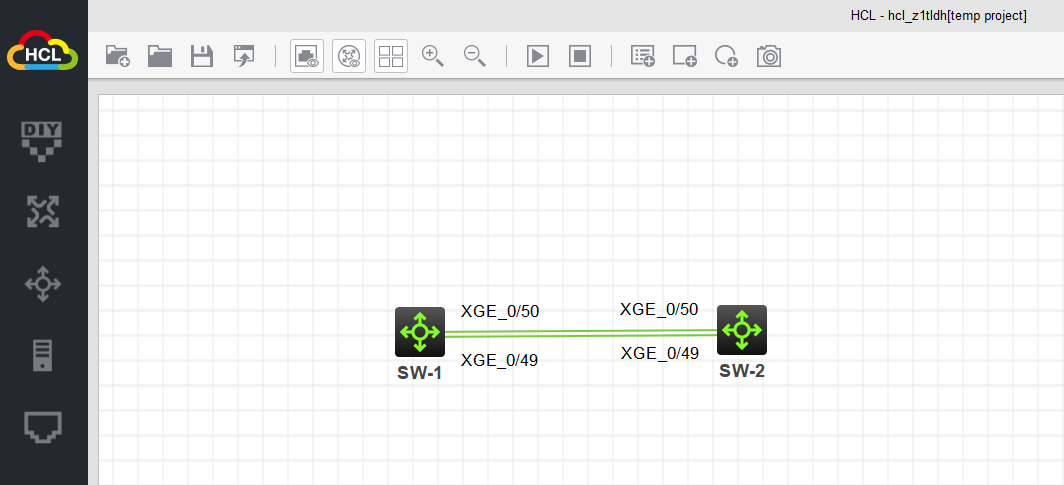 HCL - hcl_z1tldh[temp project]
HCL
DIY
XGE_0/50
XGE_0/50
XGE_0/49
XGE_0/49
SW-1
SW-2